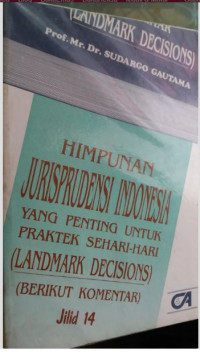 (LANDMARK DECISIONS)
Prof. Mr. Dr. SUDARGO GAUTAMA
HIMPUNAN
JURISPRUDENSI INDONESIA
YANG PENTING UNTUK
PRAKTEK SEHARI-HARI
(LANDMARK DECISIONS)
(BERIKUT KOMENTAR)
Jilid 14
CA